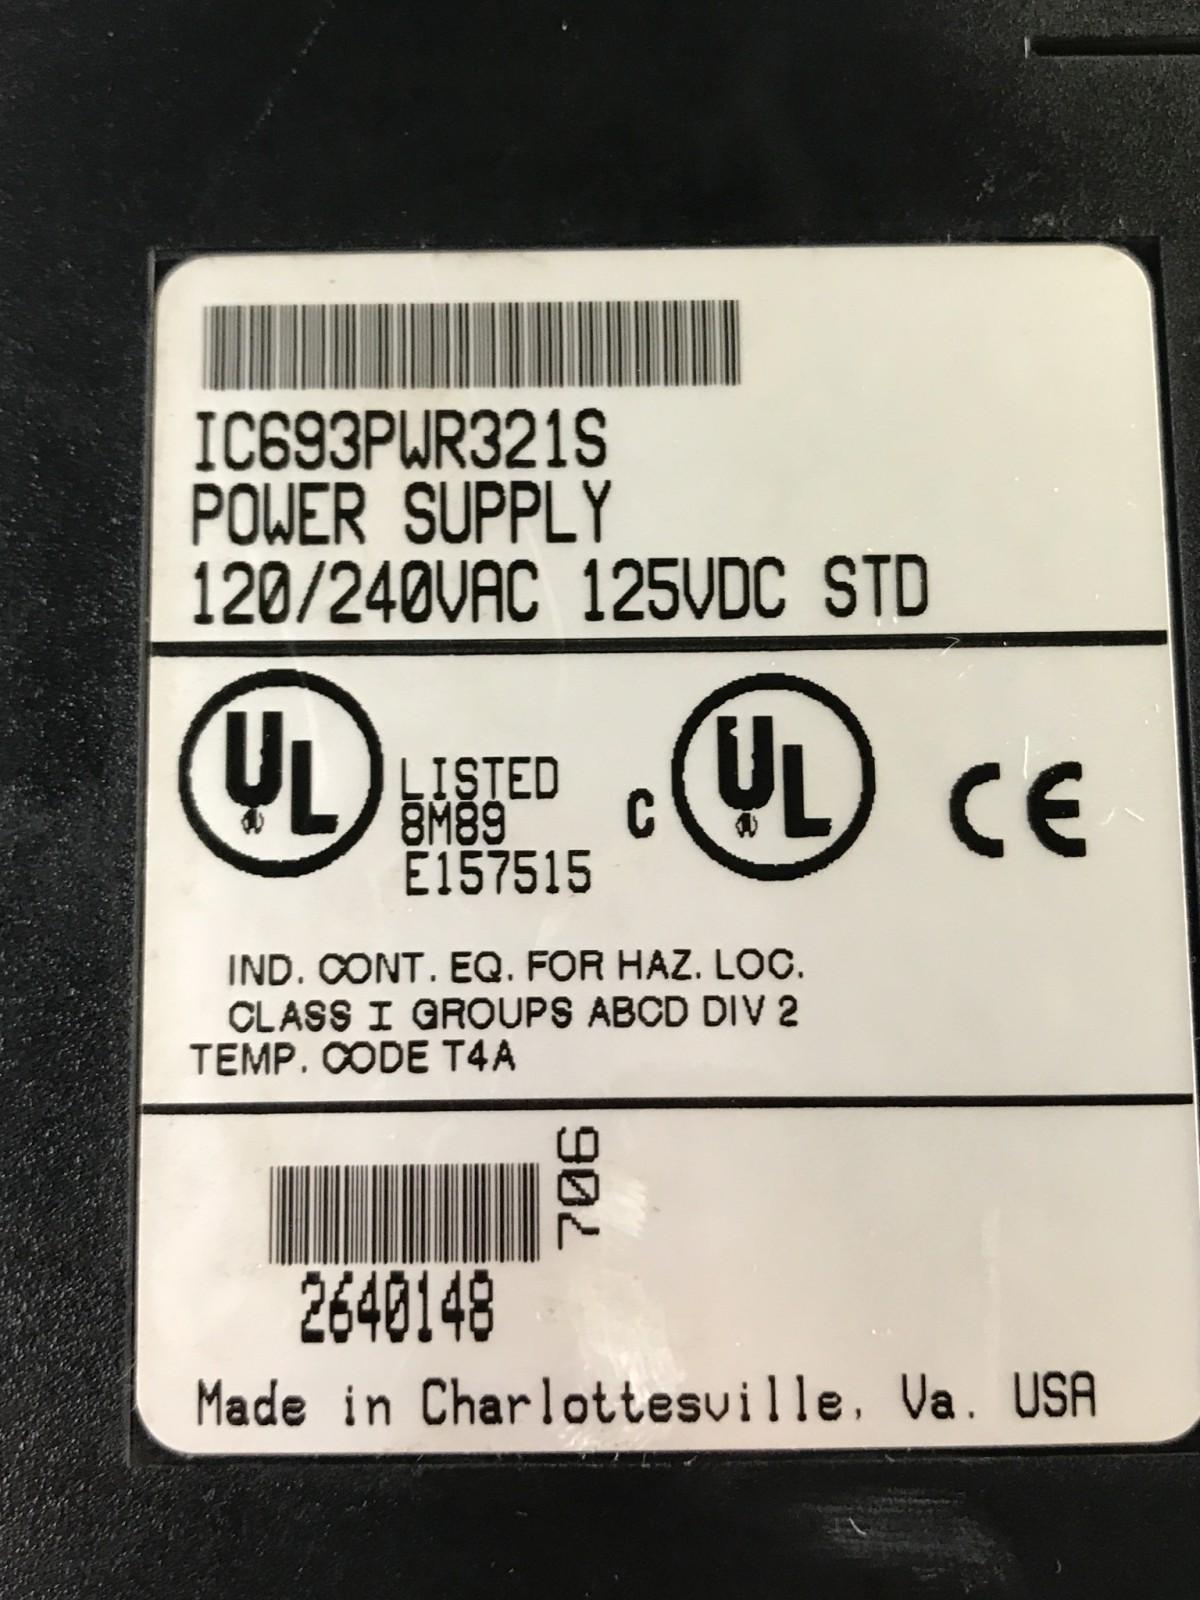 IC693PWR321S
POWER SUPPLY
120/240VAC 125VDC STD
UL
LISTED
8M89
E157515
C UL
CE
IND. CONT. EQ. FOR HAZ. LOC.
CLASS I GROUPS ABCD DIV 2
TEMP. CODE T4A
706
2640148
Made in Charlottesville, Va. USA